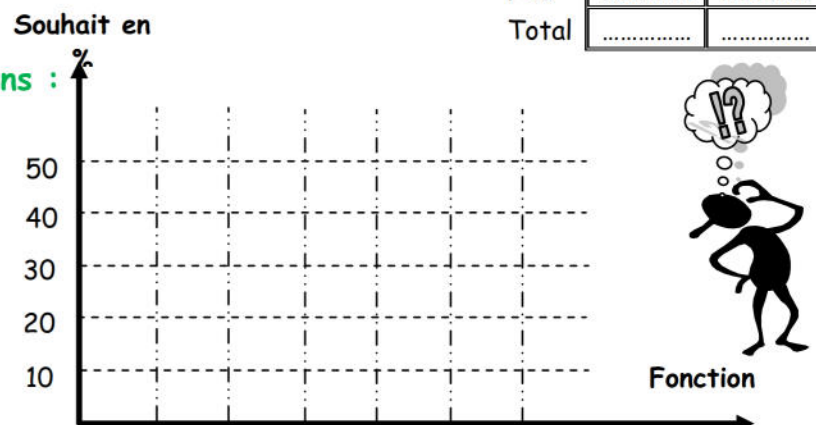 Souhait en
%
Total ............... ...............
ns :
!?
50
40
30
20
10
Fonction